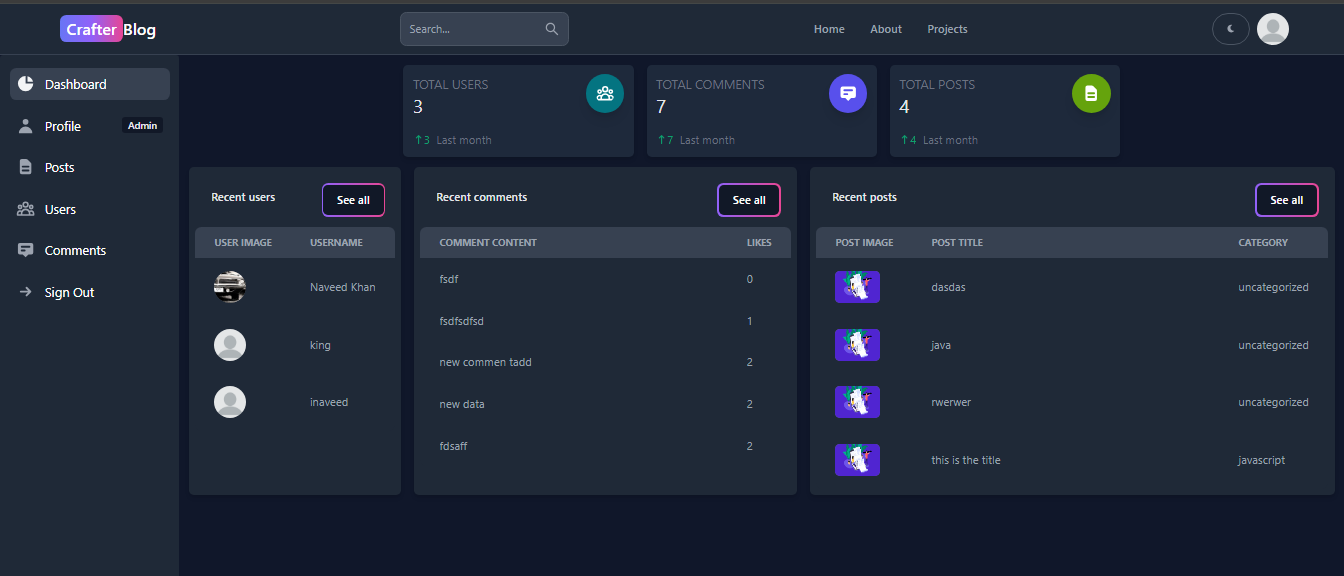 Crafter Blog
Search...
Home About Projects
Dashboard
Profile Admin
Posts
Users
Comments
Sign Out
TOTAL USERS
3
↑ 3 Last month
TOTAL COMMENTS
7
↑ 7 Last month
TOTAL POSTS
4
↑ 4 Last month
Recent users See all
USER IMAGE USERNAME
Naveed Khan
king
inaveed
Recent comments See all
COMMENT CONTENT LIKES
fsdf 0
fsdfsdfsd 1
new commen tadd 2
new data 2
fdsaff 2
Recent posts See all
POST IMAGE POST TITLE CATEGORY
dasdas uncategorized
java uncategorized
rwerwer uncategorized
this is the title javascript